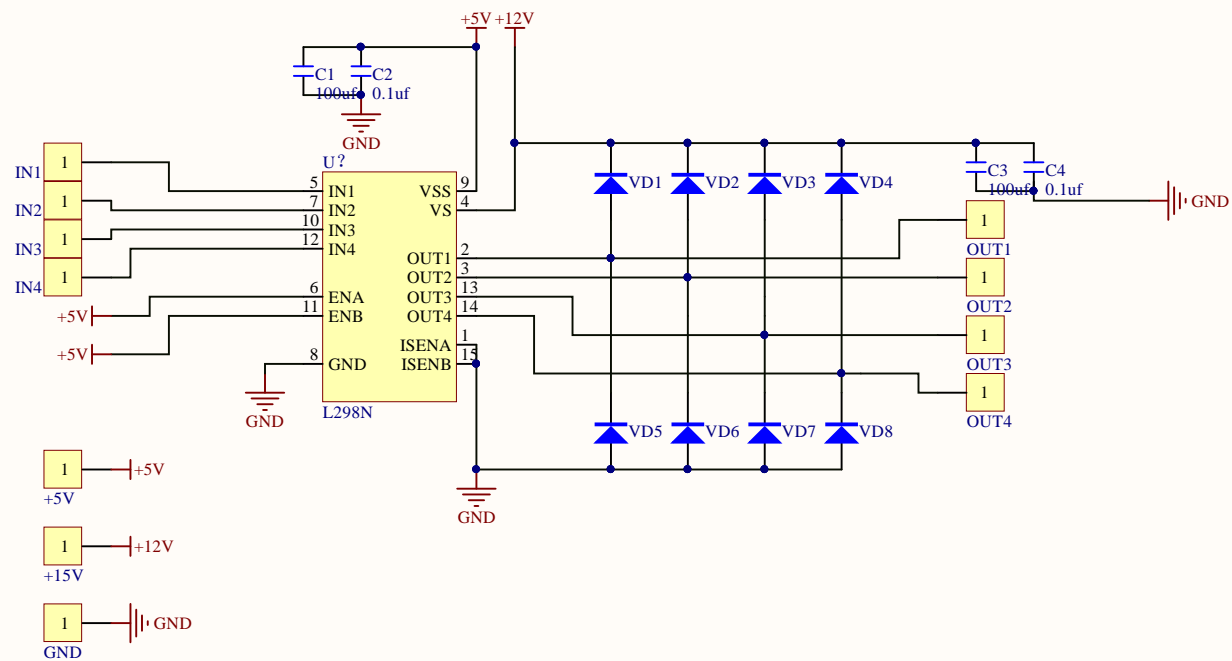 +5V +12V
C1 C2
100uf 0.1uf
GND
IN1 1
IN2 1
IN3 1
IN4 1
U?
5 IN1 VSS 9
7 IN2 VS 4
10 IN3
12 IN4
OUT1 2
OUT2 3
6 ENA OUT3 13
11 ENB OUT4 14
ISENA 1
8 GND ISENB 15
L298N
+5V
+5V
GND
VD1 VD2 VD3 VD4
C3 C4
100uf 0.1uf
GND
1
OUT1
1
OUT2
1
OUT3
1
OUT4
VD5 VD6 VD7 VD8
GND
1 +5V
+5V
1 +12V
+15V
1 GND
GND